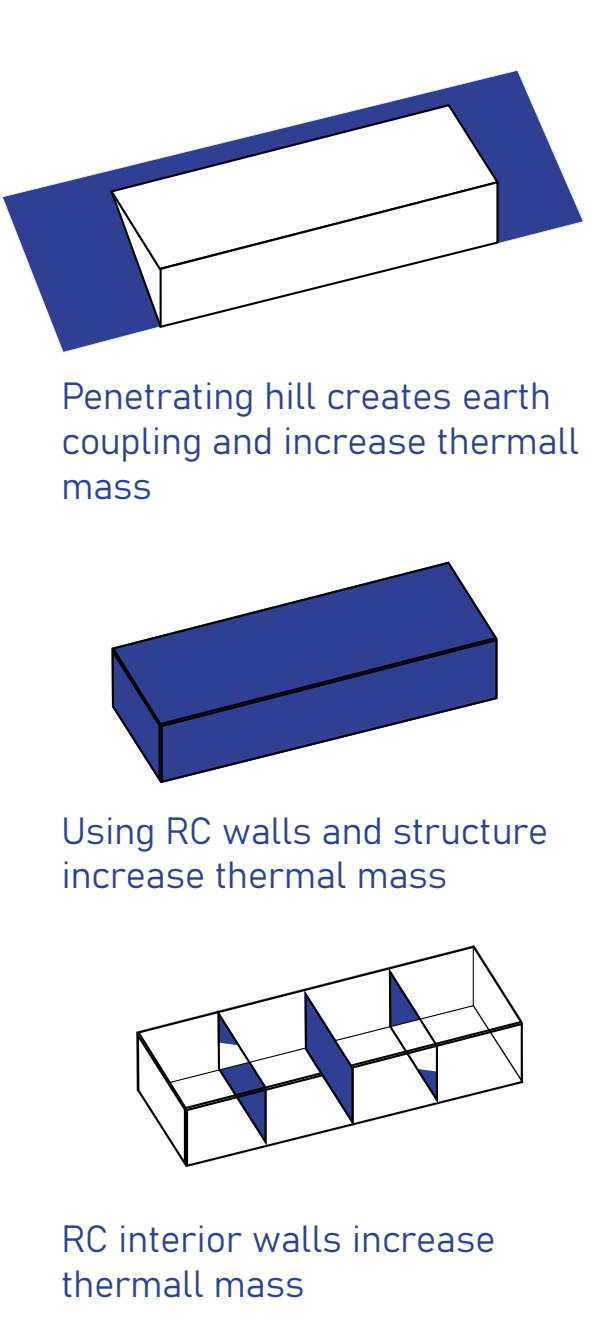 Penetrating hill creates earth
coupling and increase thermall
mass
Using RC walls and structure
increase thermal mass
RC interior walls increase
thermall mass